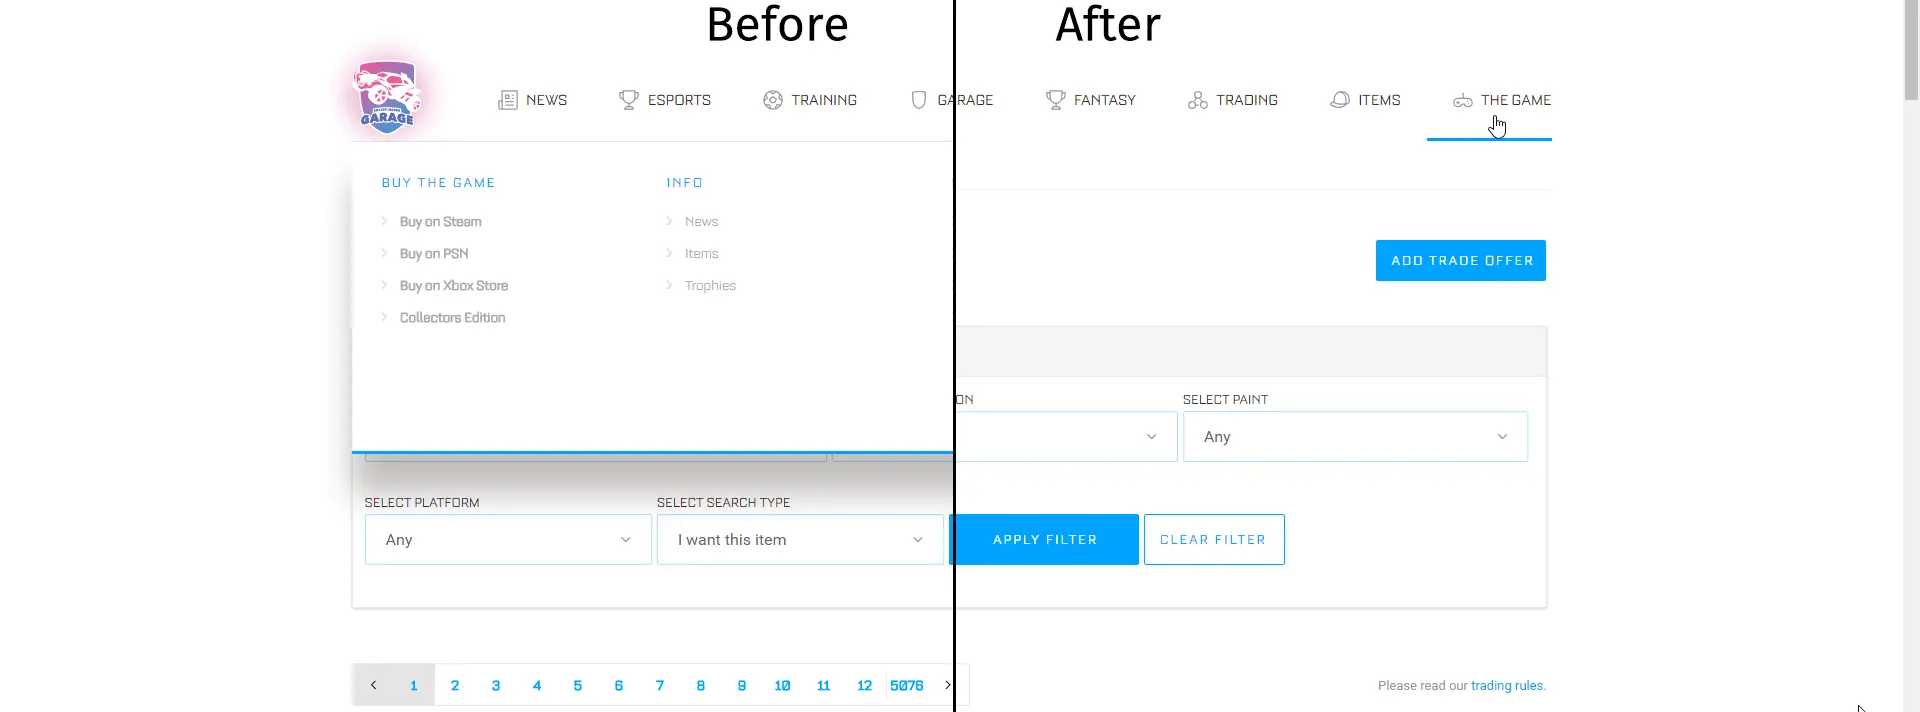 Before After
GARAGE
NEWS ESPORTS TRAINING GARAGE FANTASY TRADING ITEMS THE GAME
BUY THE GAME INFO
Buy on Steam News
Buy on PSN Items
Buy on Xbox Store Trophies
Collectors Edition
ADD TRADE OFFER
ON SELECT PAINT
Any
SELECT PLATFORM SELECT SEARCH TYPE
Any I want this item APPLY FILTER CLEAR FILTER
1 2 3 4 5 6 7 8 9 10 11 12 5076
Please read our trading rules.